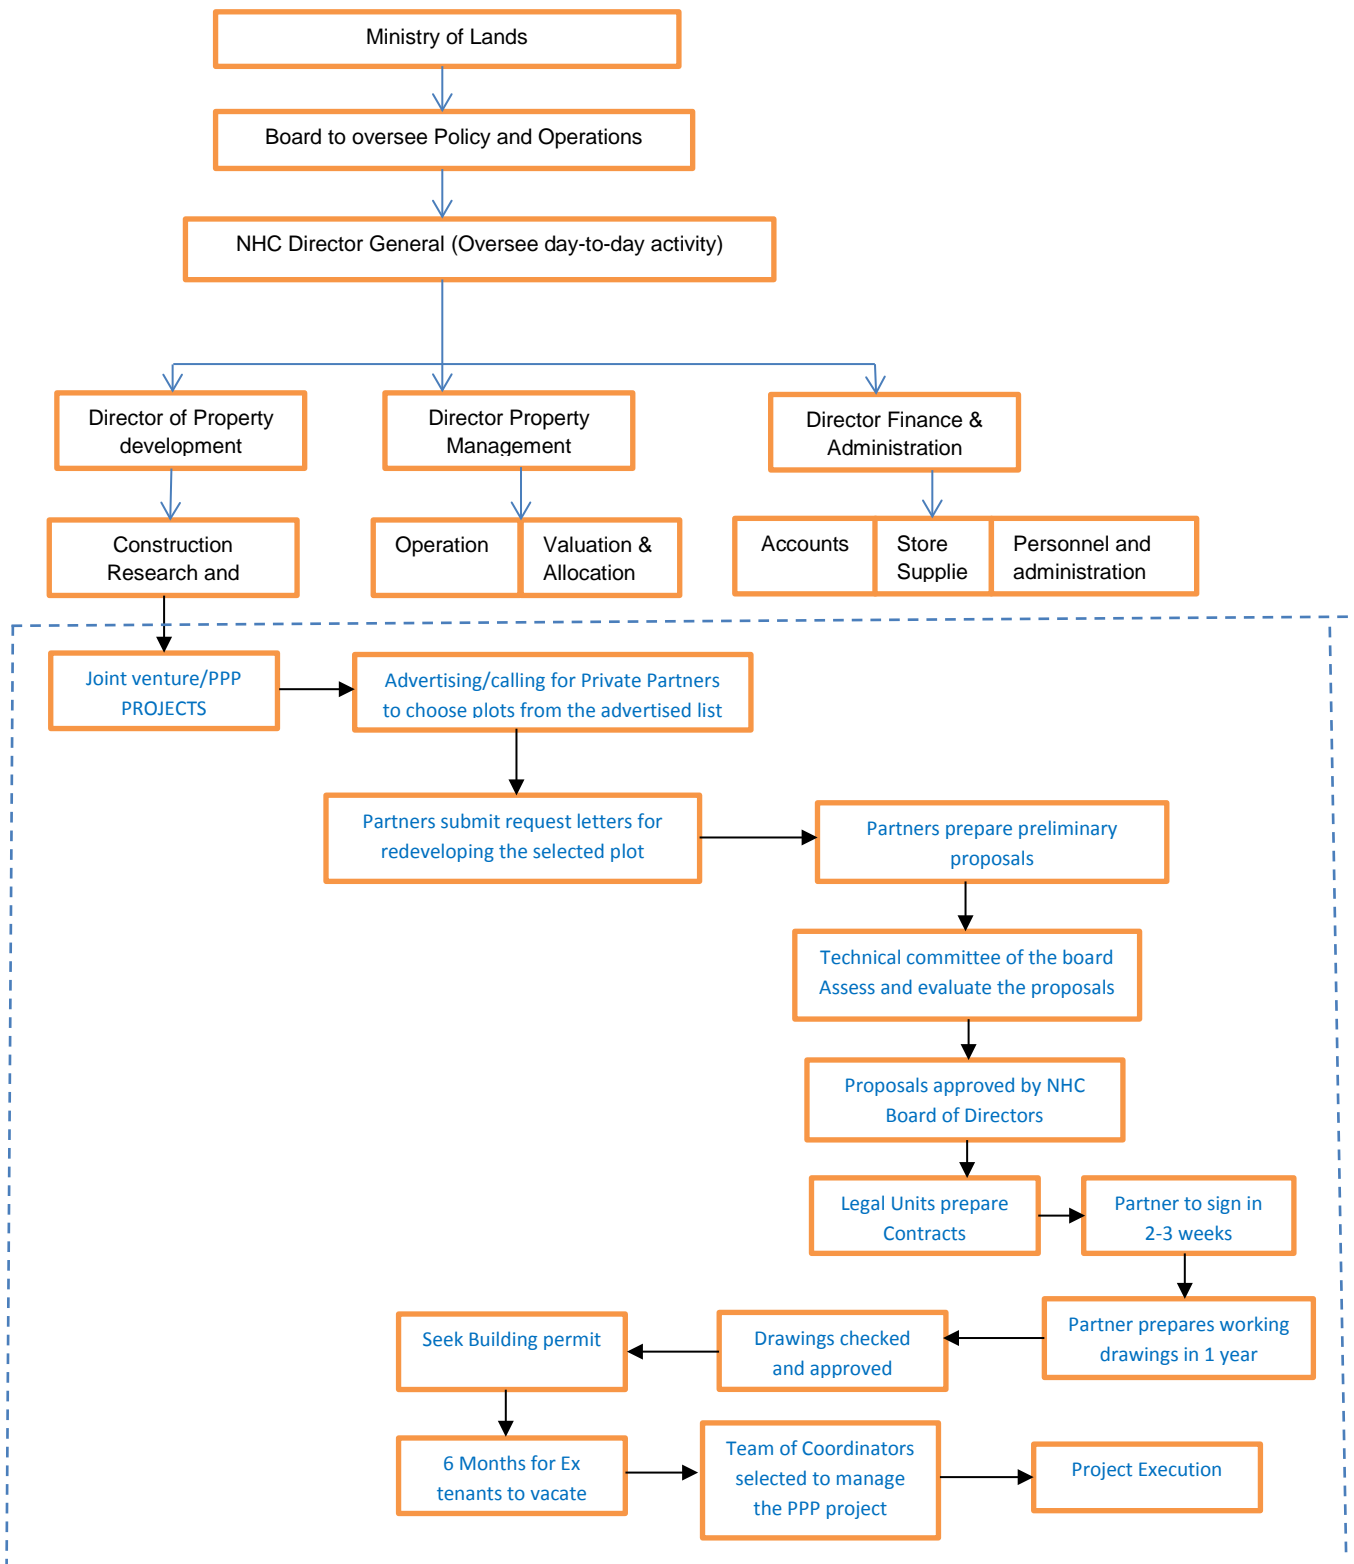 Ministry of Lands
Board to oversee Policy and Operations
NHC Director General (Oversee day-to-day activity)
Director of Property
development
Director Property
Management
Director Finance &
Administration
Construction
Research and
Operation
Valuation &
Allocation
Accounts
Store
Supplie
Personnel and
administration
Joint venture/PPP
PROJECTS
Advertising/calling for Private Partners
to choose plots from the advertised list
Partners submit request letters for
redeveloping the selected plot
Partners prepare preliminary
proposals
Technical committee of the board
Assess and evaluate the proposals
Proposals approved by NHC
Board of Directors
Legal Units prepare
Contracts
Partner to sign in
2-3 weeks
Partner prepares working
drawings in 1 year
Drawings checked
and approved
Seek Building permit
6 Months for Ex
tenants to vacate
Team of Coordinators
selected to manage
the PPP project
Project Execution